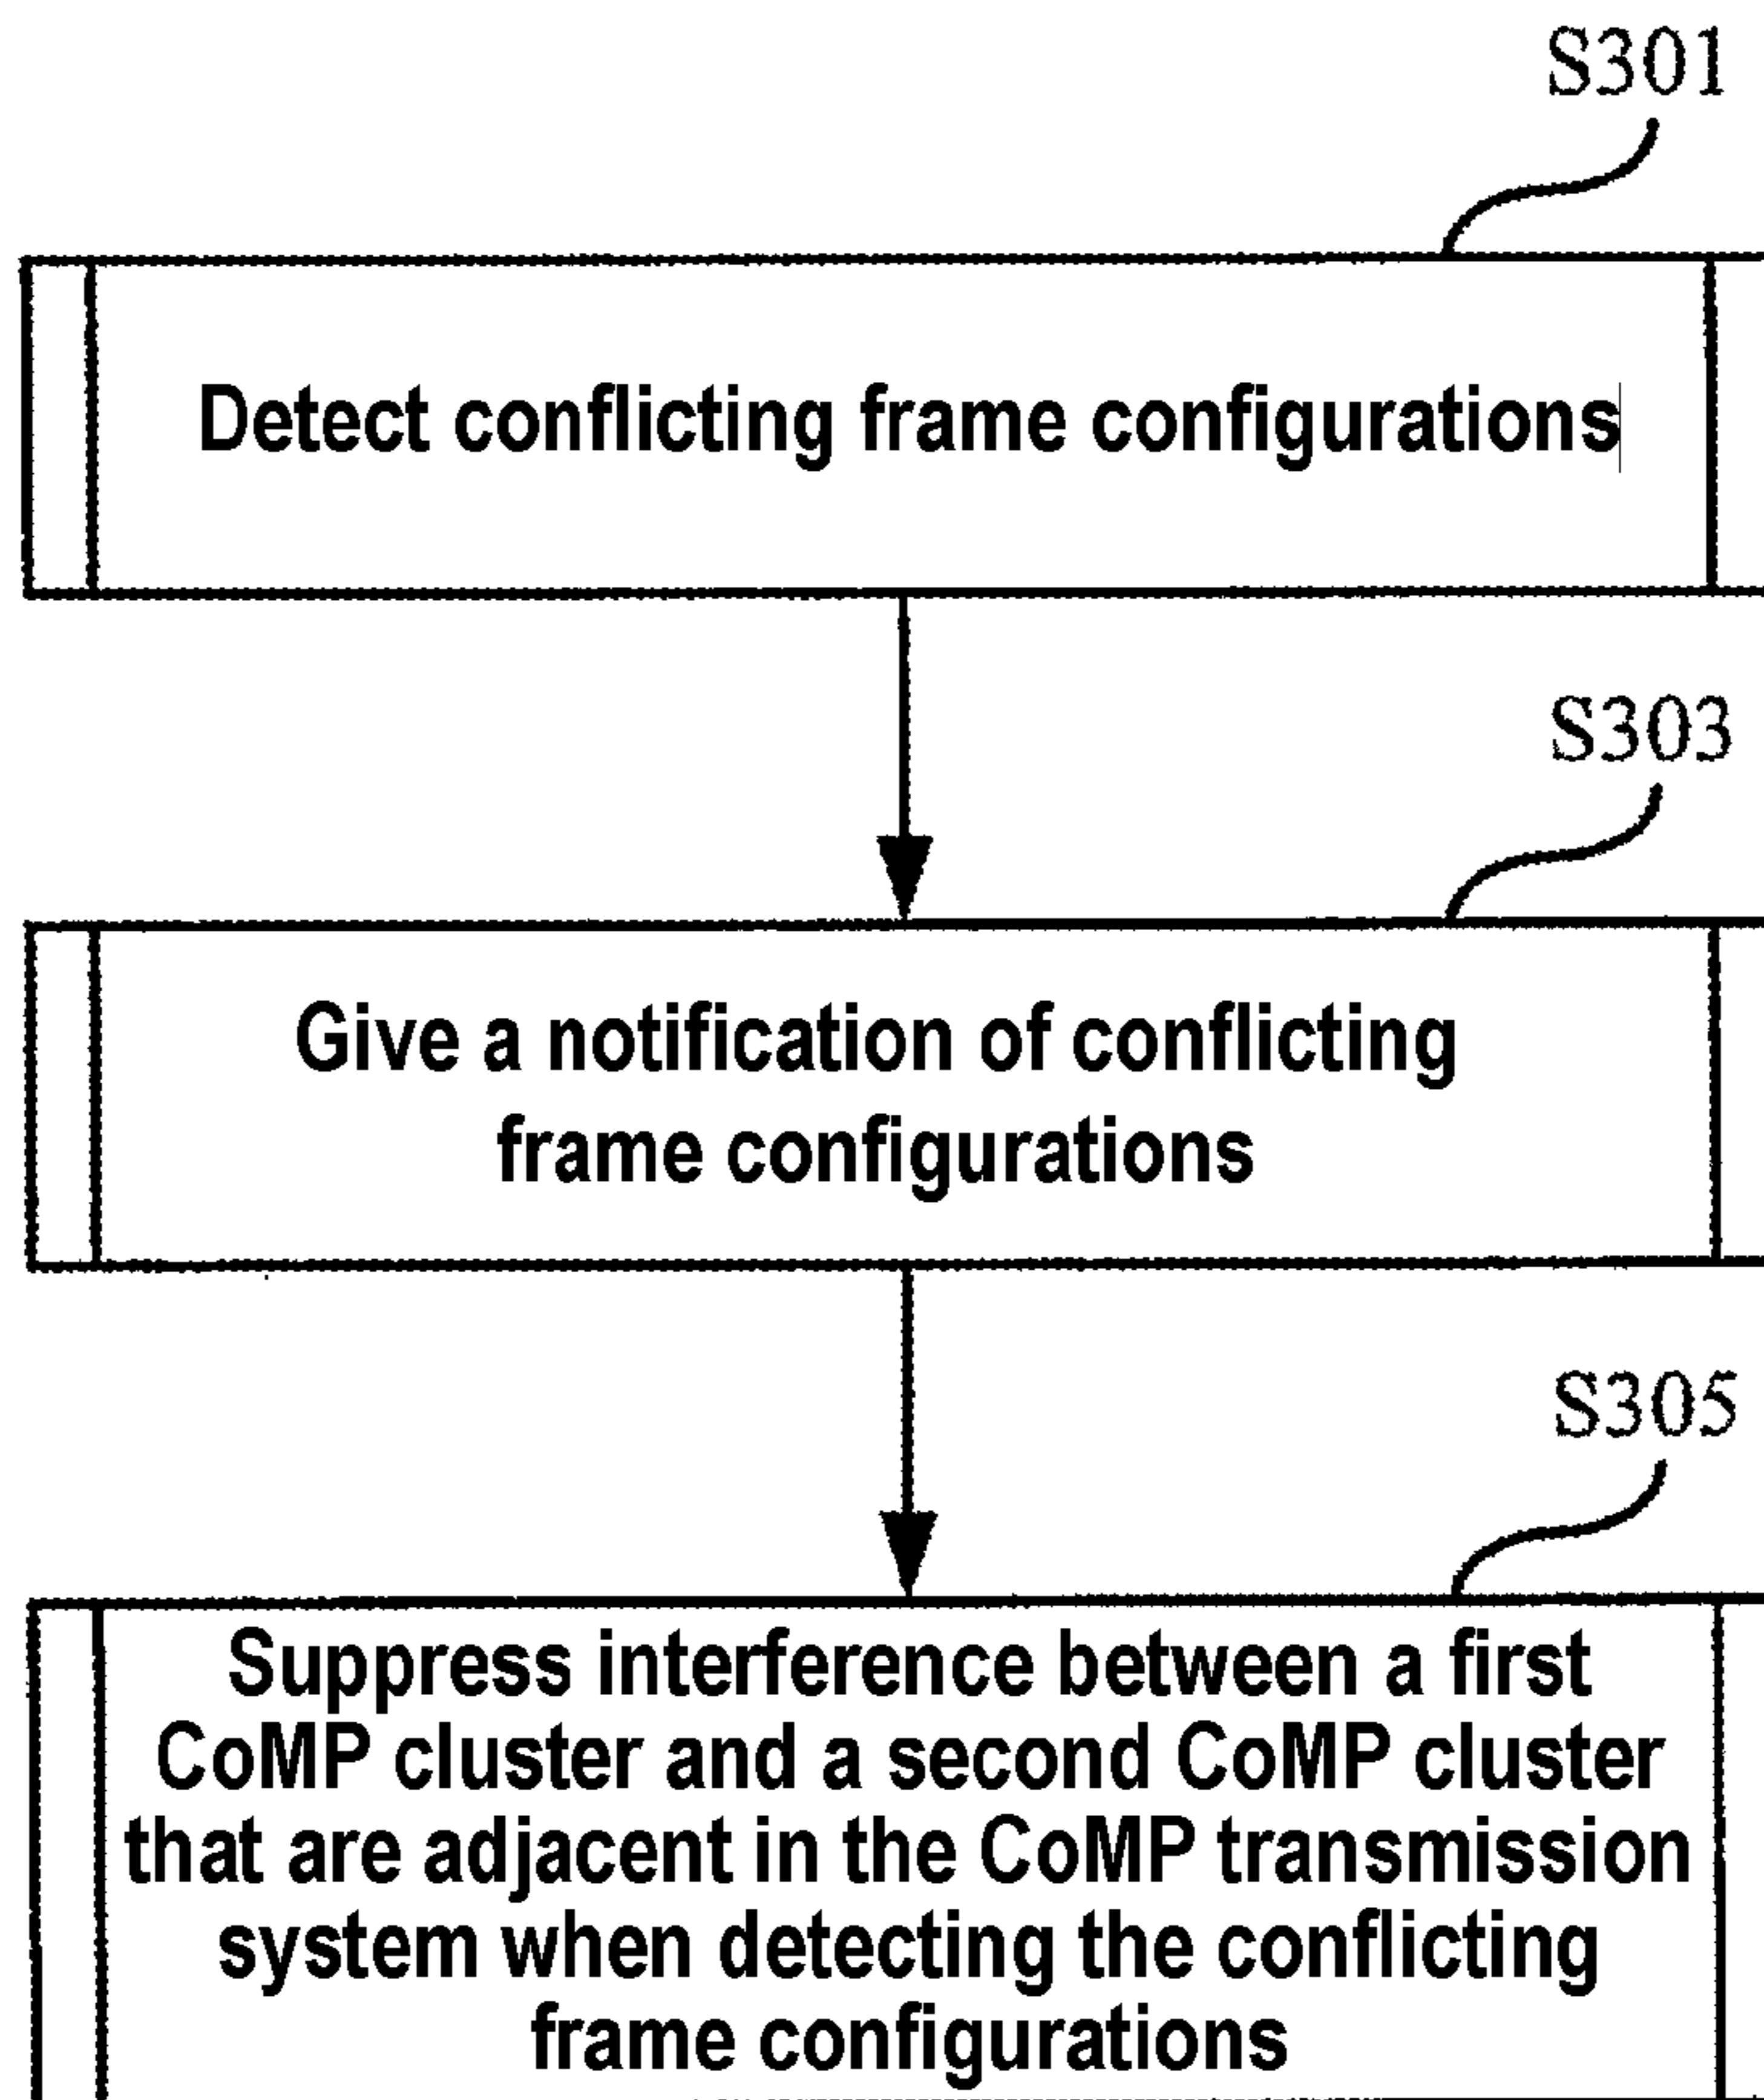 S301
Detect conflicting frame configurations
S303
Give a notification of conflicting
frame configurations
S305
Suppress interference between a first
CoMP cluster and a second CoMP cluster
that are adjacent in the CoMP transmission
system when detecting the conflicting
frame configurations